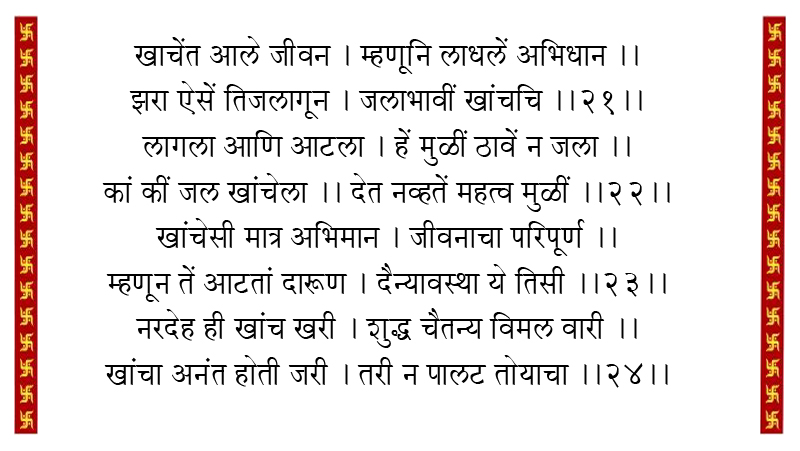 खाचेंत आले जीवन । म्हणूनि लाधलें अभिधान ।।
झरा ऐसें तिजलागून । जलाभावीं खांचचि ।।२१।।
लागला आणि आटला । हें मुळीं ठावें न जला ।।
कां कीं जल खांचेला ।। देत नव्हतें महत्व मुळीं ।।२२।।
खांचेसी मात्र अभिमान । जीवनाचा परिपूर्ण ।।
म्हणून तें आटतां दारूण । दैन्यावस्था ये तिसी ।।२३।।
नरदेह ही खांच खरी । शुद्ध चैतन्य विमल वारी ।।
खांचा अनंत होती जरी । तरी न पालट तोयाचा ।।२४।।